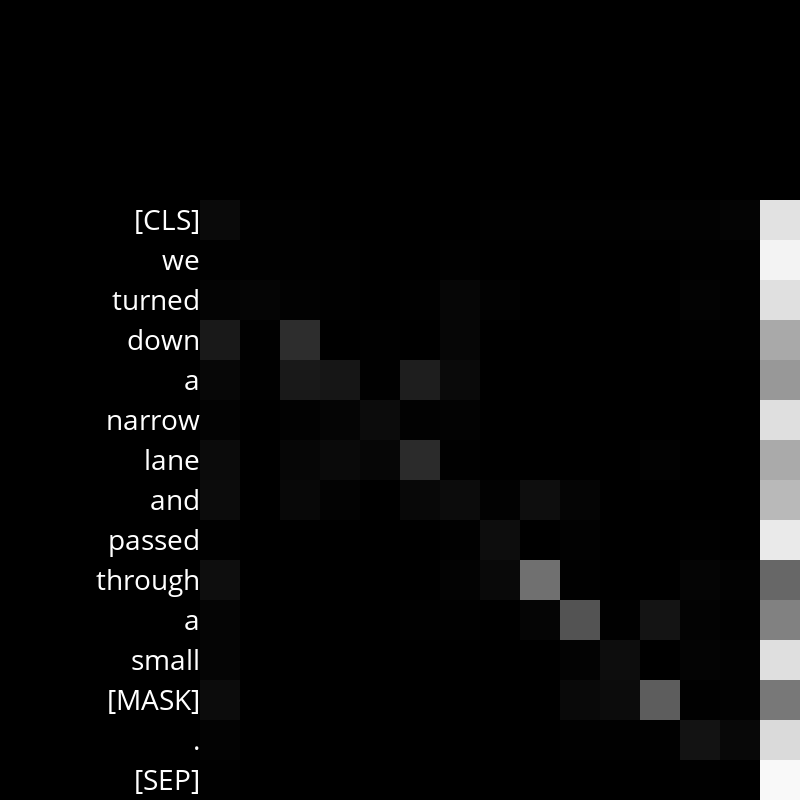 [CLS]
we
turned
down
a
narrow
lane
and
passed
through
a
small
[MASK]
.
[SEP]